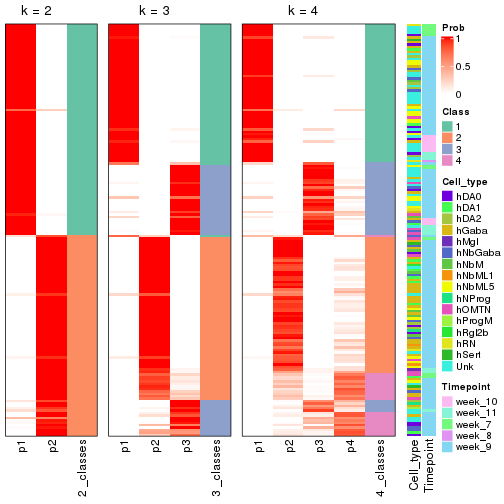 k = 2
k = 3
k = 4
p1
p2
2_classes
p1
p2
p3
3_classes
p1
p2
p3
p4
4_classes
Cell_type
Timepoint
Prob
1
0.5
0
Class
1
2
3
4
Cell_type
hDA0
hDA1
hDA2
hGaba
hMgl
hNbGaba
hNbM
hNbML1
hNbML5
hNProg
hOMTN
hProgM
hRgl2b
hRN
hSert
Unk
Timepoint
week_10
week_11
week_7
week_8
week_9